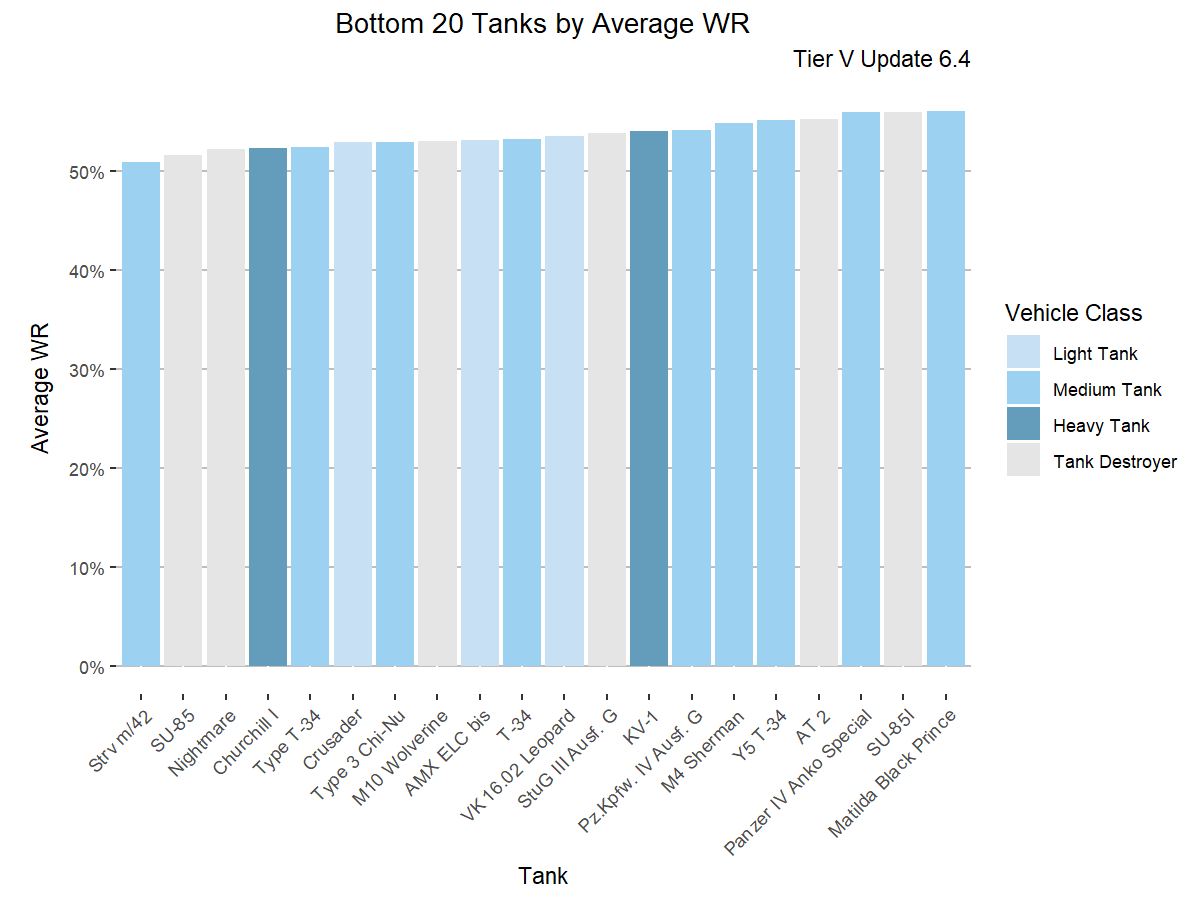 Bottom 20 Tanks by Average WR
Tier V Update 6.4
Average WR
50%
40%
30%
20%
10%
0%
Strv m/42
SU-85
Nightmare
Churchill I
Type T-34
Crusader
Type 3 Chi-Nu
M10 Wolverine
AMX ELC bis
T-34
VK 16.02 Leopard
StuG III Ausf. G
KV-1
Pz.Kpfw. IV Ausf. G
M4 Sherman
Y5 T-34
AT 2
Panzer IV Anko Special
SU-85I
Matilda Black Prince
Tank
Vehicle Class
Light Tank
Medium Tank
Heavy Tank
Tank Destroyer